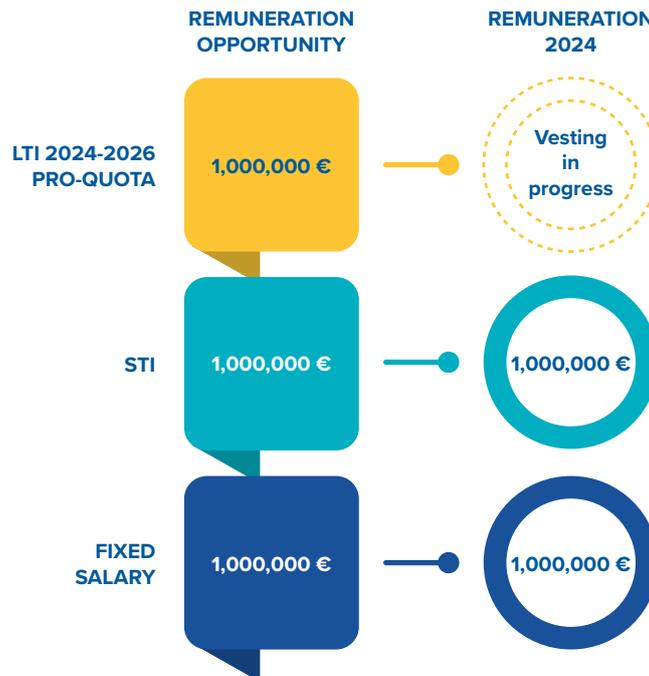 REMUNERATION
OPPORTUNITY
REMUNERATION
2024
LTI 2024-2026
PRO-QUOTA
1,000,000 €
Vesting
in
progress
STI
1,000,000 €
1,000,000 €
FIXED
SALARY
1,000,000 €
1,000,000 €